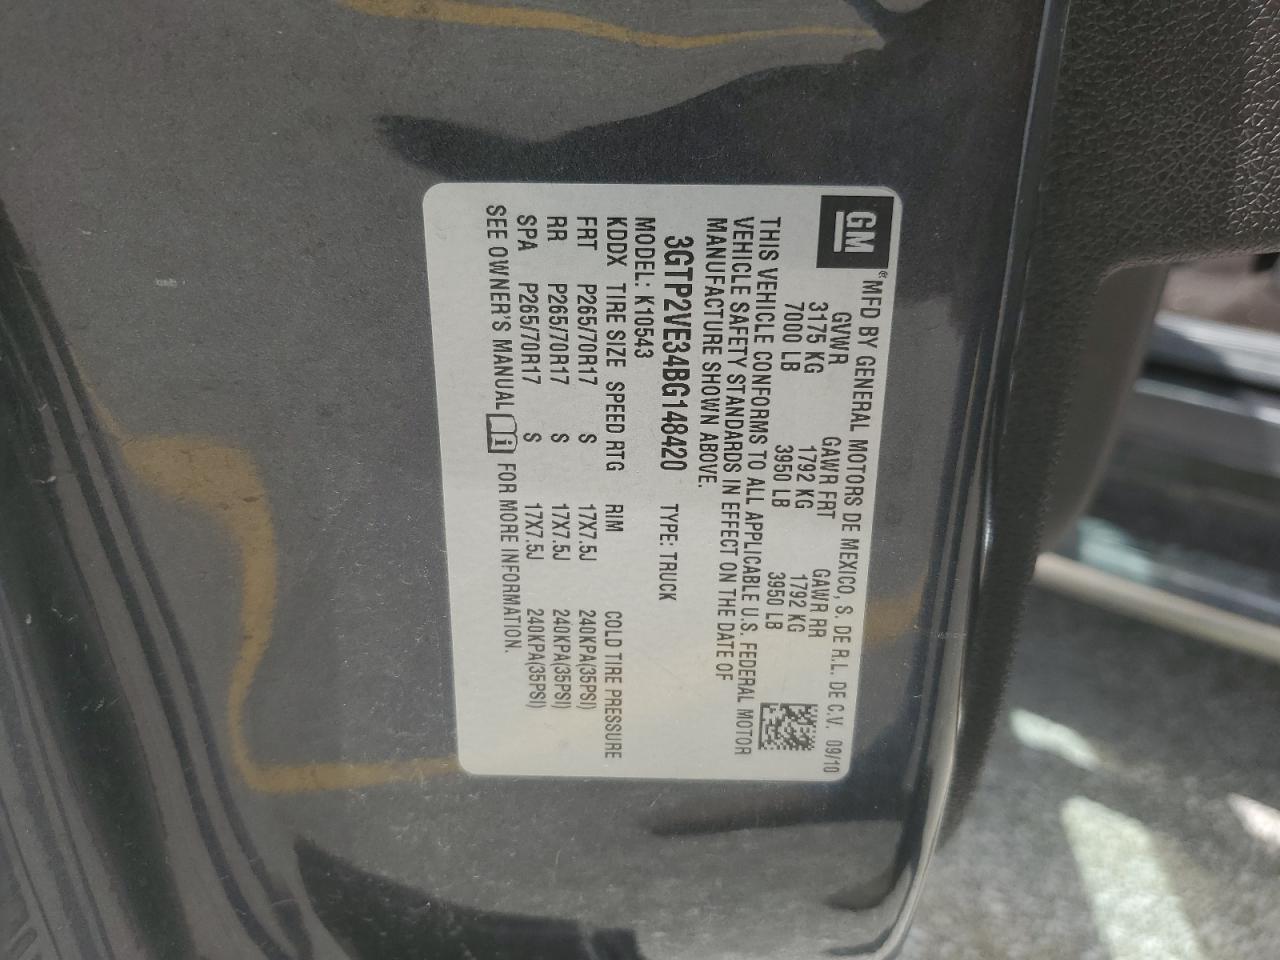 GM
® MFD BY GENERAL MOTORS DE MEXICO, S. DE R.L. DE C.V. 09/10
GVWR GAWR FRT GAWR RR
3175 KG 1792 KG 1792 KG
7000 LB 3950 LB 3950 LB
THIS VEHICLE CONFORMS TO ALL APPLICABLE U.S. FEDERAL MOTOR
VEHICLE SAFETY STANDARDS IN EFFECT ON THE DATE OF
MANUFACTURE SHOWN ABOVE.
3GTP2VE34BG148420 TYPE: TRUCK
MODEL: K10543
KDDX TIRE SIZE SPEED RTG RIM COLD TIRE PRESSURE
FRT P265/70R17 S 17X7.5J 240KPA(35PSI)
RR P265/70R17 S 17X7.5J 240KPA(35PSI)
SPA P265/70R17 S 17X7.5J 240KPA(35PSI)
SEE OWNER'S MANUAL FOR MORE INFORMATION.